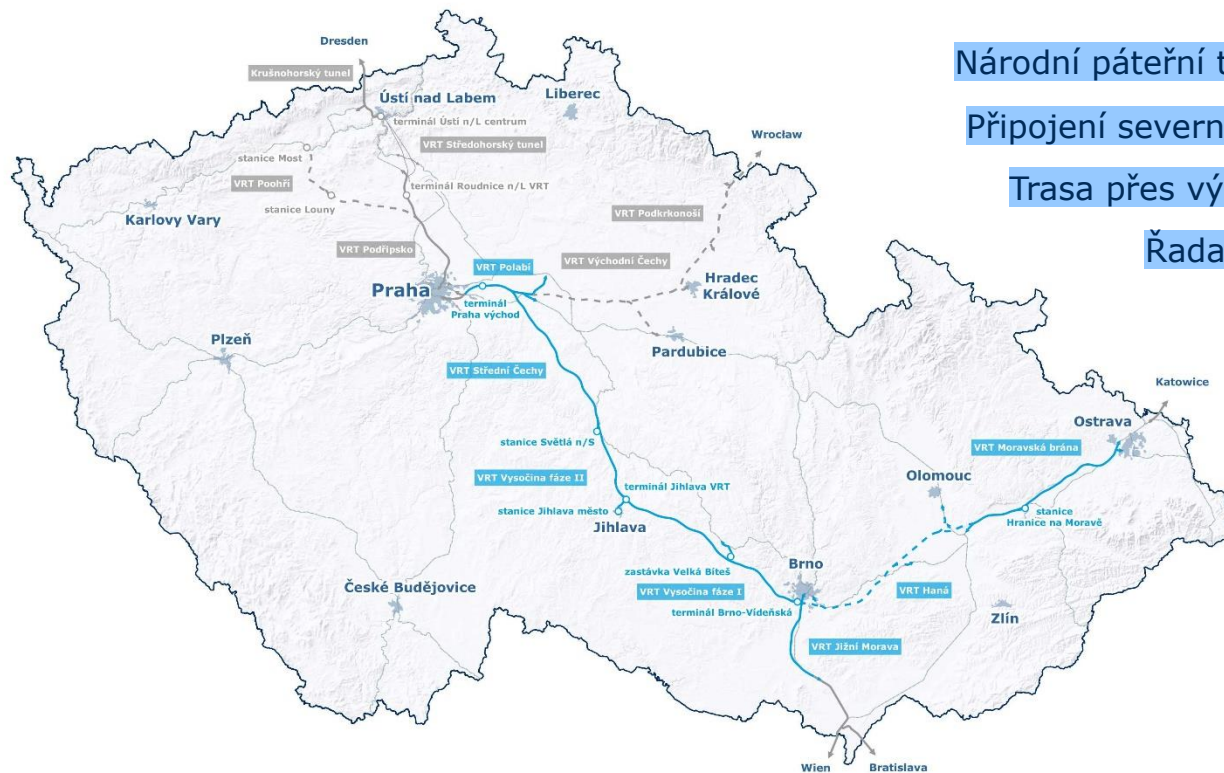 Národní páteřní
Připojení
Trasa přes
Řada
Dresden
Krušnohorský tunel
Ústí nad Labem
Liberec
terminál Ústí n/L centrum
Wrocław
stanice Most
VRT Středohorský tunel
VRT Poohří
terminál Roudnice n/L VRT
stanice Louny
Karlovy Vary
VRT Podkrkonoší
VRT Podřipsko
VRT Polabí
VRT Východní Čechy
Praha
Hradec
Králové
terminál
Praha východ
Plzeň
Pardubice
VRT Střední Čechy
Katowice
Ostrava
stanice Světlá n/S
VRT Moravská brána
VRT Vysočina fáze II
Olomouc
terminál Jihlava VRT
stanice Jihlava město
stanice
Hranice na Moravě
Jihlava
Brno
zastávka Velká Bíteš
České Budějovice
VRT Vysočina fáze I
VRT Haná
terminál Brno-Vídeňská
Zlín
VRT Jižní Morava
Wien
Bratislava